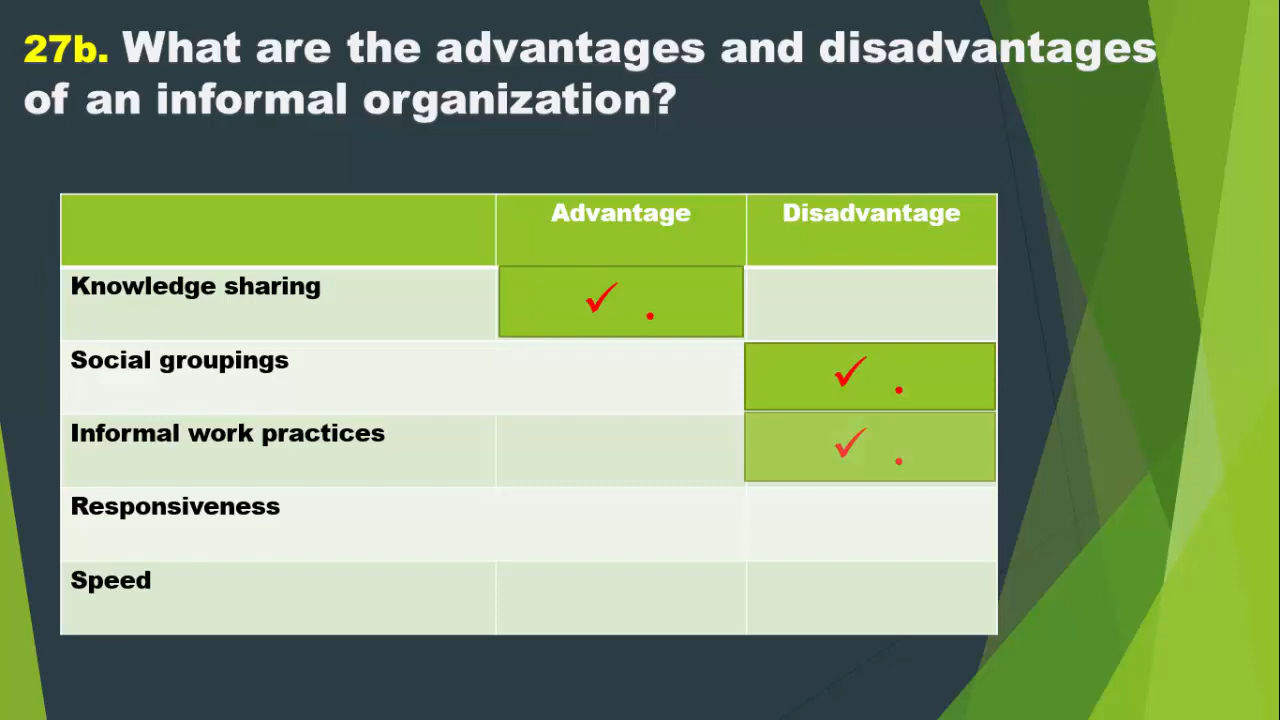 27b. What are the advantages and disadvantages
of an informal organization?
Advantage Disadvantage
Knowledge sharing ✓ .
Social groupings ✓ .
Informal work practices ✓ .
Responsiveness
Speed